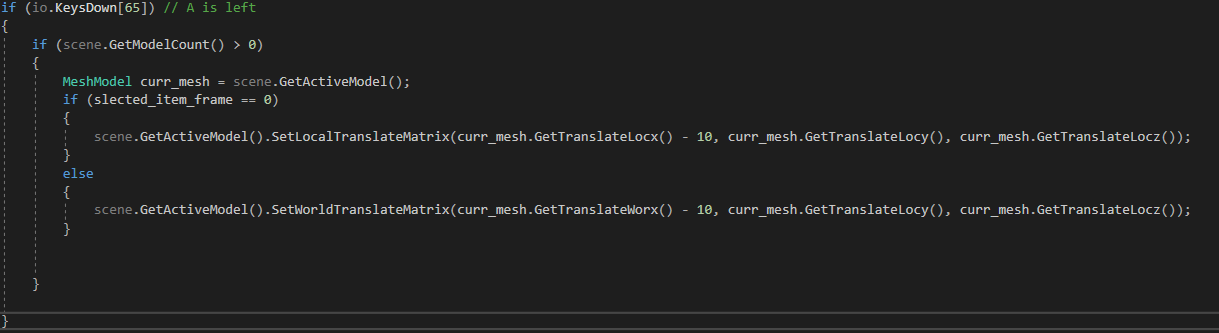 if (io.KeysDown[65]) // A is left
{
if (scene.GetModelCount() > 0)
{
MeshModel curr_mesh = scene.GetActiveModel();
if (slected_item_frame == 0)
{
scene.GetActiveModel().SetLocalTranslateMatrix(curr_mesh.GetTranslateLocx() - 10, curr_mesh.GetTranslateLocy(), curr_mesh.GetTranslateLocz());
}
else
{
scene.GetActiveModel().SetWorldTranslateMatrix(curr_mesh.GetTranslateWorx() - 10, curr_mesh.GetTranslateLocy(), curr_mesh.GetTranslateLocz());
}
}
}